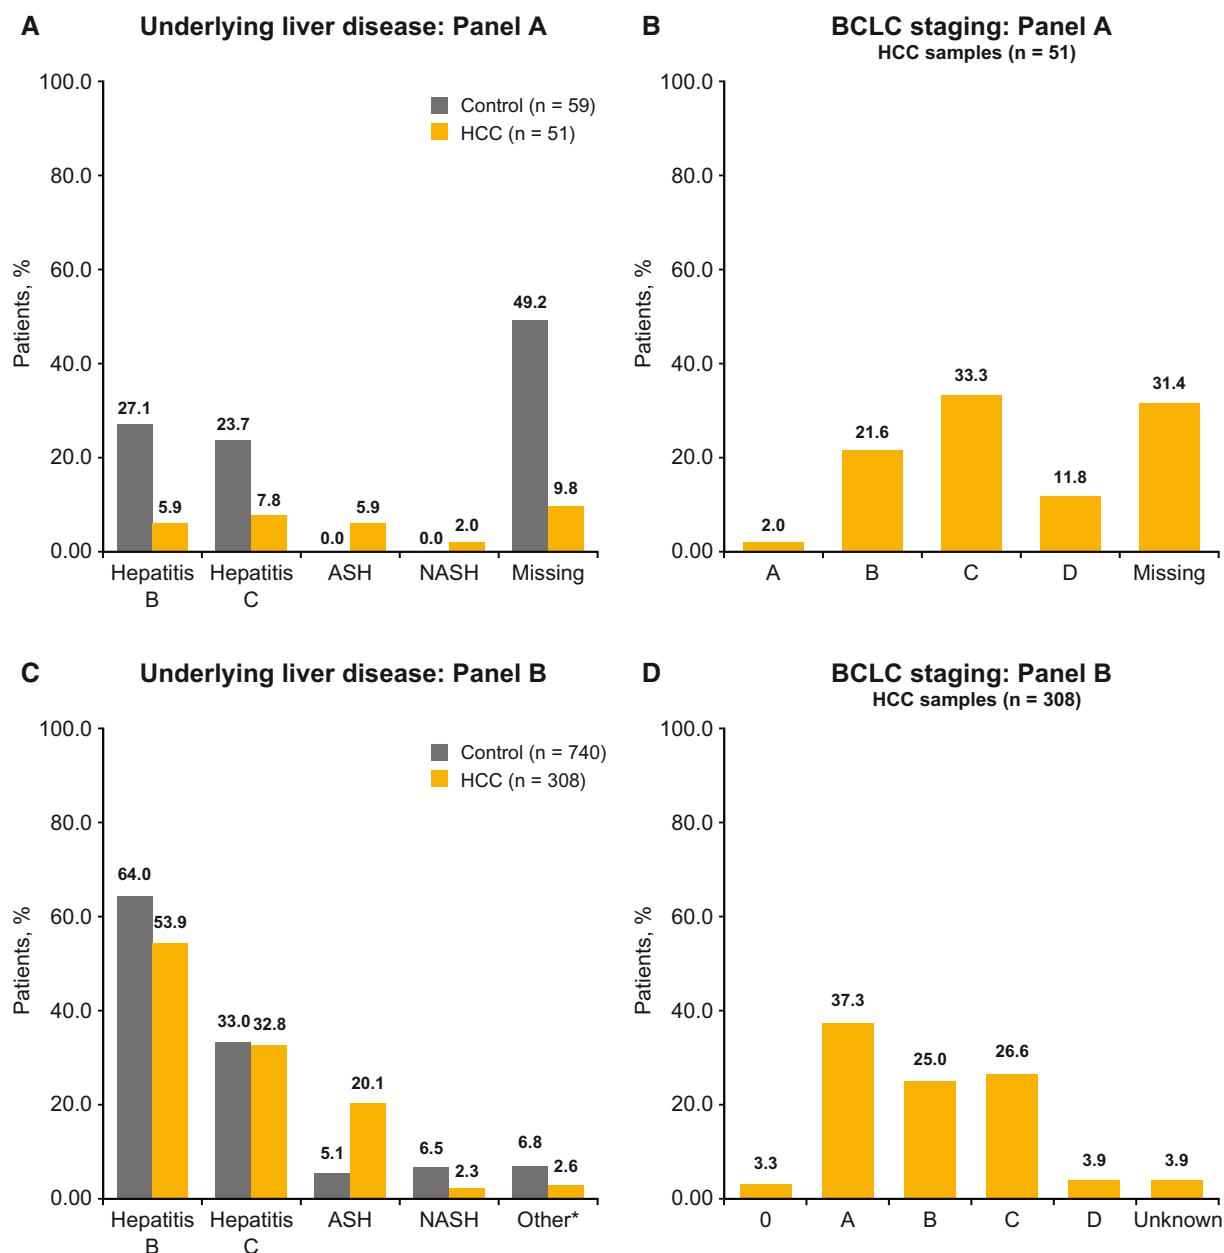 A Underlying liver disease: Panel A
100.0
80.0
60.0
40.0
20.0
0.00
Patients, %
Control (n = 59)
HCC (n = 51)
27.1
5.9
23.7
7.8
0.0
5.9
0.0
2.0
49.2
9.8
Hepatitis B
Hepatitis C
ASH
NASH
Missing
B BCLC staging: Panel A
HCC samples (n = 51)
100.0
80.0
60.0
40.0
20.0
0.00
Patients, %
2.0
21.6
33.3
11.8
31.4
A
B
C
D
Missing
C Underlying liver disease: Panel B
100.0
80.0
60.0
40.0
20.0
0.00
Patients, %
Control (n = 740)
HCC (n = 308)
64.0
53.9
33.0
32.8
5.1
20.1
6.5
2.3
6.8
2.6
Hepatitis B
Hepatitis C
ASH
NASH
Other*
D BCLC staging: Panel B
HCC samples (n = 308)
100.0
80.0
60.0
40.0
20.0
0.00
Patients, %
3.3
37.3
25.0
26.6
3.9
3.9
0
A
B
C
D
Unknown